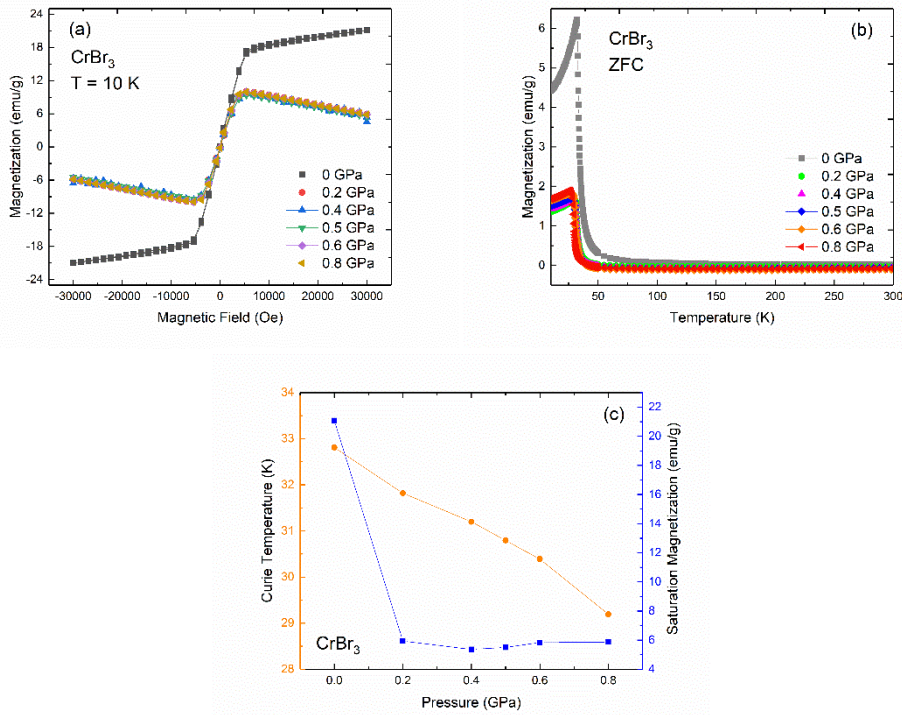 (a)
CrBr3
T = 10 K
24
18
12
6
0
-6
-12
-18
-24
Magnetization (emu/g)
0 GPa
0.2 GPa
0.4 GPa
0.5 GPa
0.6 GPa
0.8 GPa
-30000 -20000 -10000 0 10000 20000 30000
Magnetic Field (Oe)
(b)
CrBr3
ZFC
6
5
4
3
2
1
0
Magnetization (emu/g)
0 GPa
0.2 GPa
0.4 GPa
0.5 GPa
0.6 GPa
0.8 GPa
50 100 150 200 250 300
Temperature (K)
(c)
34
33
32
31
30
29
28
Curie Temperature (K)
22
20
18
16
14
12
10
8
6
4
Saturation Magnetization (emu/g)
CrBr3
0.0 0.2 0.4 0.6 0.8
Pressure (GPa)